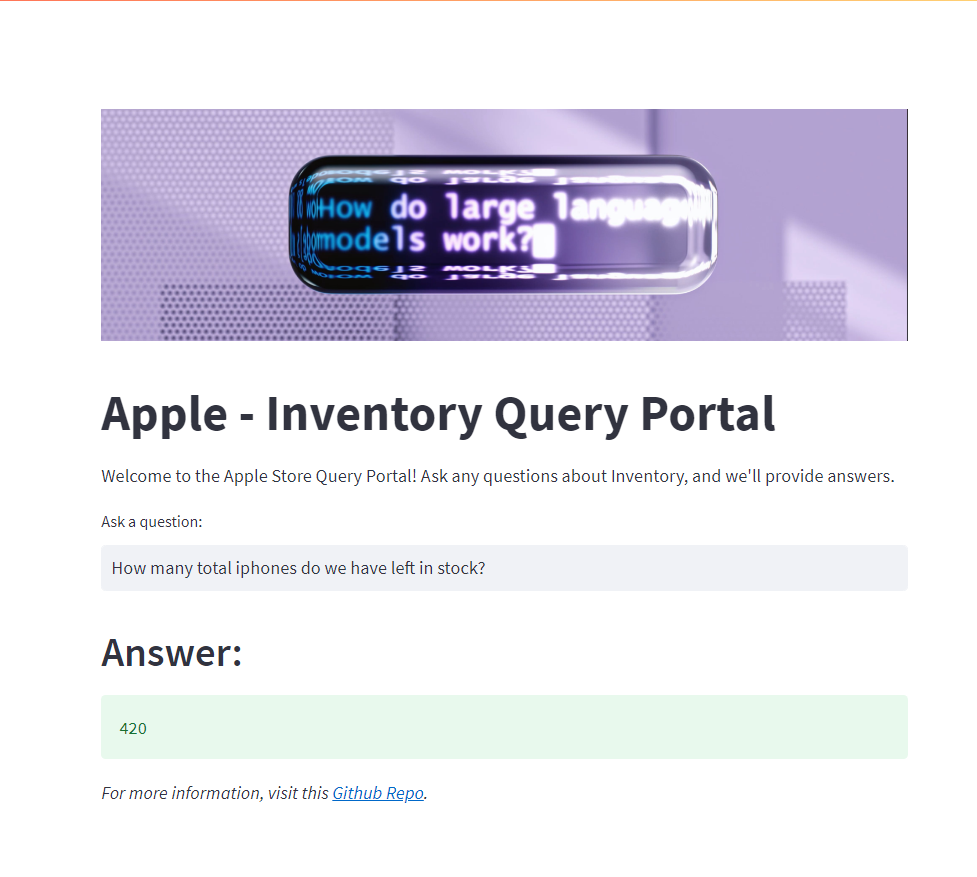 How do large language
models work?
Apple - Inventory Query Portal
Welcome to the Apple Store Query Portal! Ask any questions about Inventory, and we'll provide answers.
Ask a question:
How many total iphones do we have left in stock?
Answer:
420
For more information, visit this Github Repo.